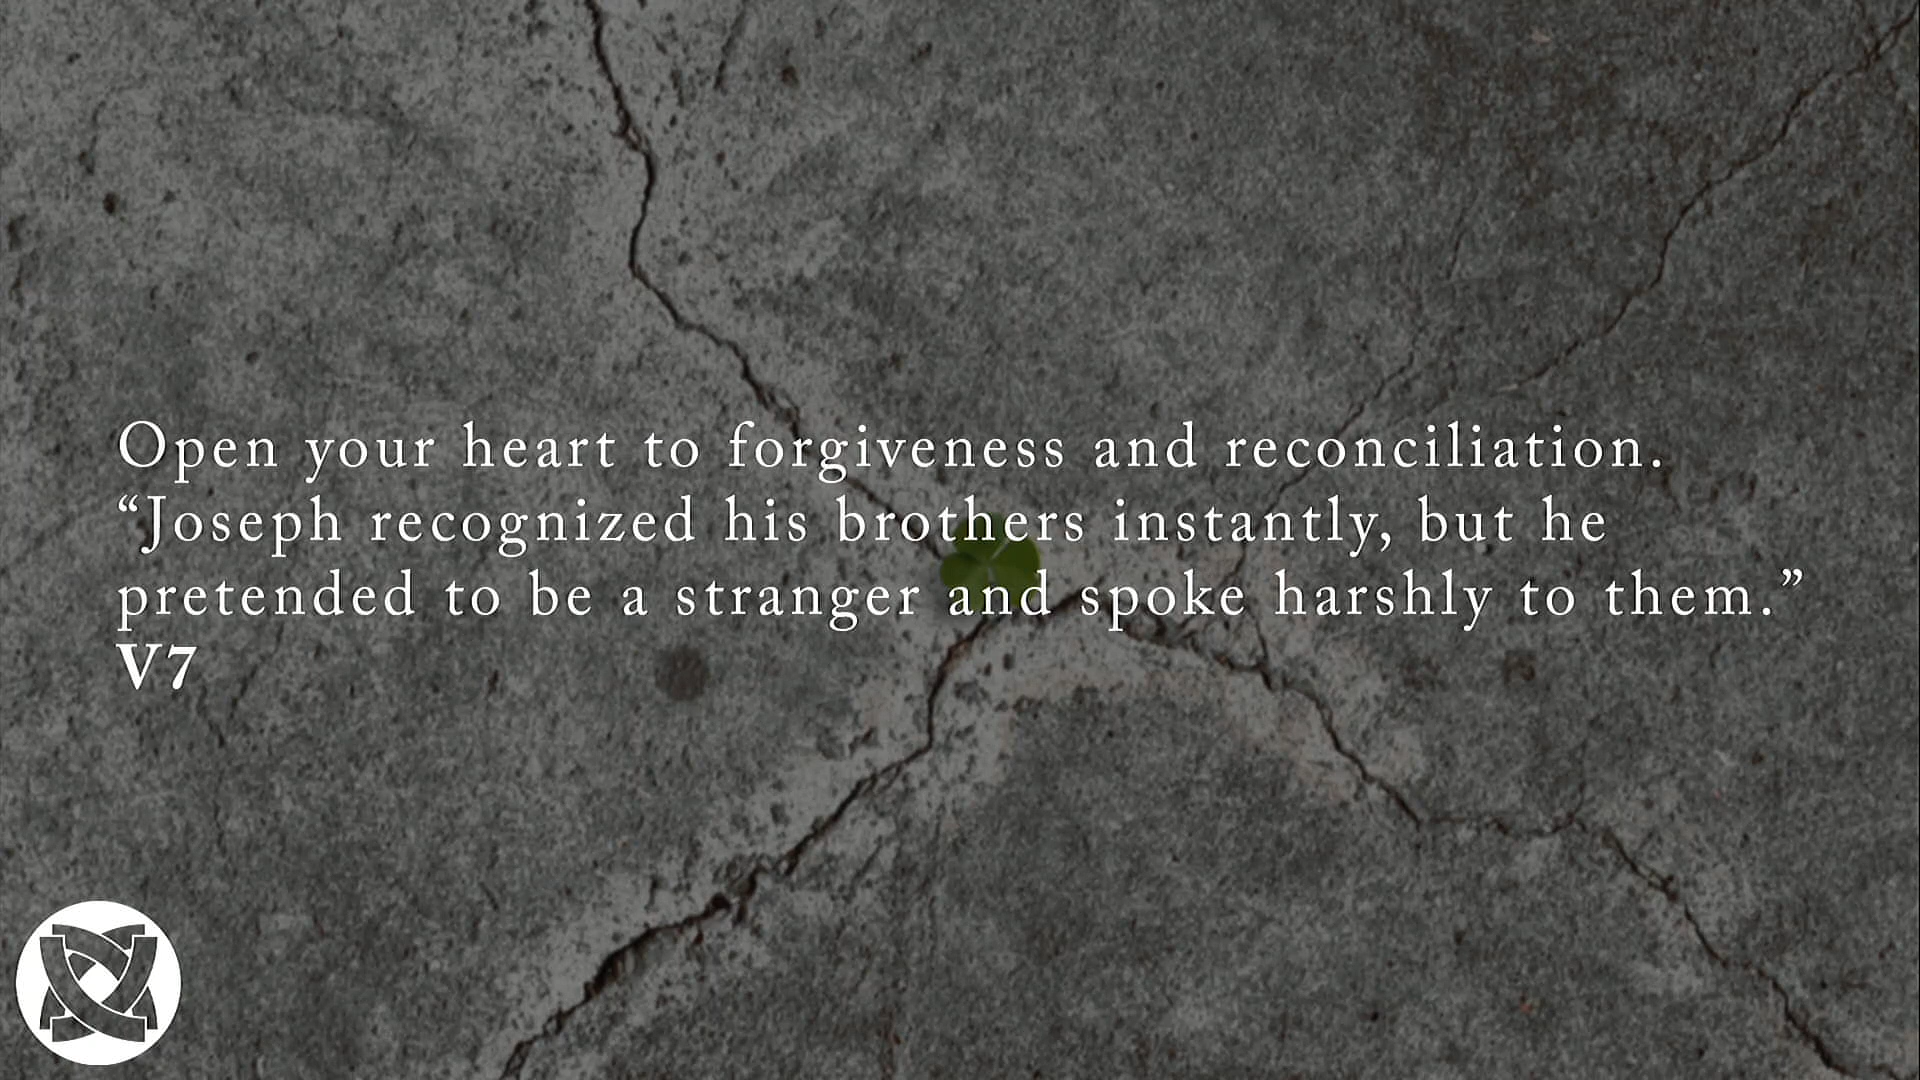 Open your heart to forgiveness and reconciliation.
“Joseph recognized his brothers instantly, but he
pretended to be a stranger and spoke harshly to them.”
V7